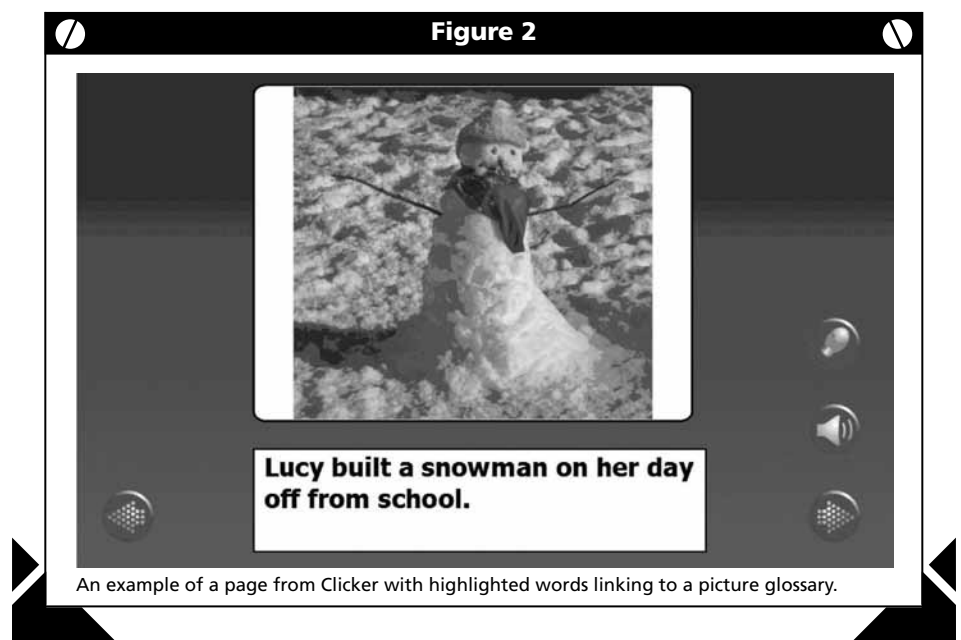 Figure 2
Lucy built a snowman on her day
off from school.
An example of a page from Clicker with highlighted words linking to a picture glossary.